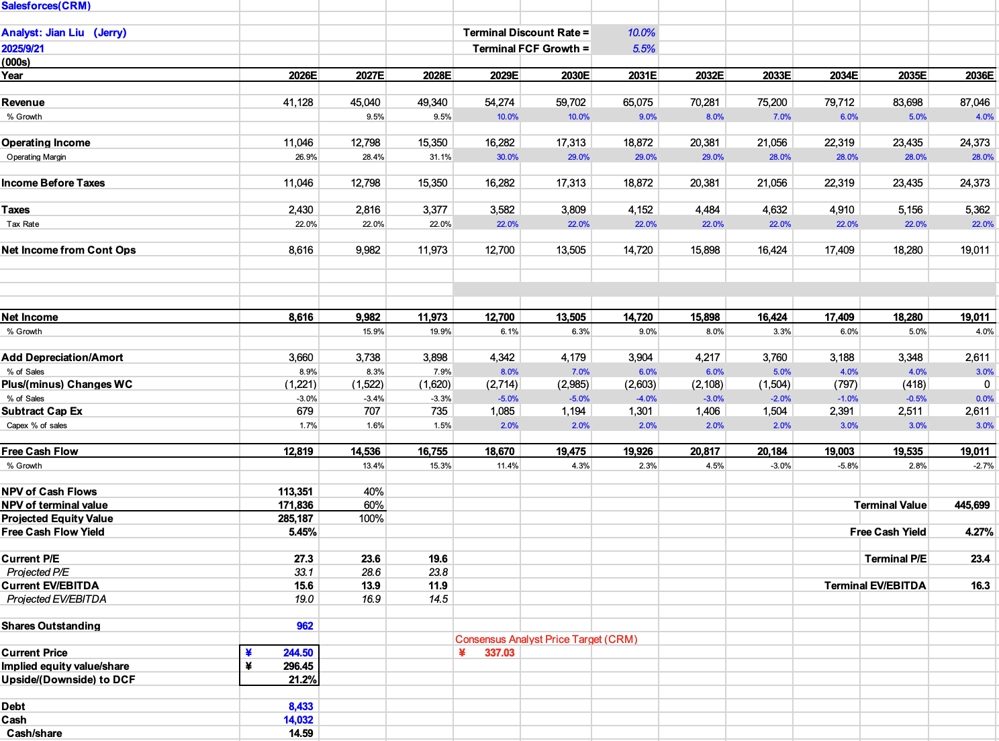 Salesforces(CRM)
Analyst: Jian Liu (Jerry) Terminal Discount Rate = 10.0%
2025/9/21 Terminal FCF Growth = 5.5%
(000s)
Year 2026E 2027E 2028E 2029E 2030E 2031E 2032E 2033E 2034E 2035E 2036E
Revenue 41,128 45,040 49,340 54,274 59,702 65,075 70,281 75,200 79,712 83,698 87,046
% Growth 9.5% 9.5% 10.0% 10.0% 9.0% 8.0% 7.0% 6.0% 5.0% 4.0%
Operating Income 11,046 12,798 15,350 16,282 17,313 18,872 20,381 21,056 22,319 23,435 24,373
Operating Margin 26.9% 28.4% 31.1% 30.0% 29.0% 29.0% 29.0% 28.0% 28.0% 28.0% 28.0%
Income Before Taxes 11,046 12,798 15,350 16,282 17,313 18,872 20,381 21,056 22,319 23,435 24,373
Taxes 2,430 2,816 3,377 3,582 3,809 4,152 4,484 4,632 4,910 5,156 5,362
Tax Rate 22.0% 22.0% 22.0% 22.0% 22.0% 22.0% 22.0% 22.0% 22.0% 22.0% 22.0%
Net Income from Cont Ops 8,616 9,982 11,973 12,700 13,505 14,720 15,898 16,424 17,409 18,280 19,011
Net Income 8,616 9,982 11,973 12,700 13,505 14,720 15,898 16,424 17,409 18,280 19,011
% Growth 15.9% 19.9% 6.1% 6.3% 9.0% 8.0% 3.3% 6.0% 5.0% 4.0%
Add Depreciation/Amort 3,660 3,738 3,898 4,342 4,179 3,904 4,217 3,760 3,188 3,348 2,611
% of Sales 8.9% 8.3% 7.9% 8.0% 7.0% 6.0% 6.0% 5.0% 4.0% 4.0% 3.0%
Plus/(minus) Changes WC (1,221) (1,522) (1,620) (2,714) (2,985) (2,603) (2,108) (1,504) (797) (418) 0
% of Sales -3.0% -3.4% -3.3% -5.0% -5.0% -4.0% -3.0% -2.0% -1.0% -0.5% 0.0%
Subtract Cap Ex 679 707 735 1,085 1,194 1,301 1,406 1,504 2,391 2,511 2,611
Capex % of sales 1.7% 1.6% 1.5% 2.0% 2.0% 2.0% 2.0% 2.0% 3.0% 3.0% 3.0%
Free Cash Flow 12,819 14,536 16,755 18,670 19,475 19,926 20,817 20,184 19,003 19,535 19,011
% Growth 13.4% 15.3% 11.4% 4.3% 2.3% 4.5% -3.0% -5.8% 2.8% -2.7%
NPV of Cash Flows 113,351 40%
NPV of terminal value 171,836 60% Terminal Value 445,699
Projected Equity Value 285,187 100%
Free Cash Flow Yield 5.45% Free Cash Yield 4.27%
Current P/E 27.3 23.6 19.6 Terminal P/E 23.4
Projected P/E 33.1 28.6 23.8
Current EV/EBITDA 15.6 13.9 11.9 Terminal EV/EBITDA 16.3
Projected EV/EBITDA 19.0 16.9 14.5
Shares Outstanding 962
Consensus Analyst Price Target (CRM)
Current Price ¥ 244.50 ¥ 337.03
Implied equity value/share ¥ 296.45
Upside/(Downside) to DCF 21.2%
Debt 8,433
Cash 14,032
Cash/share 14.59